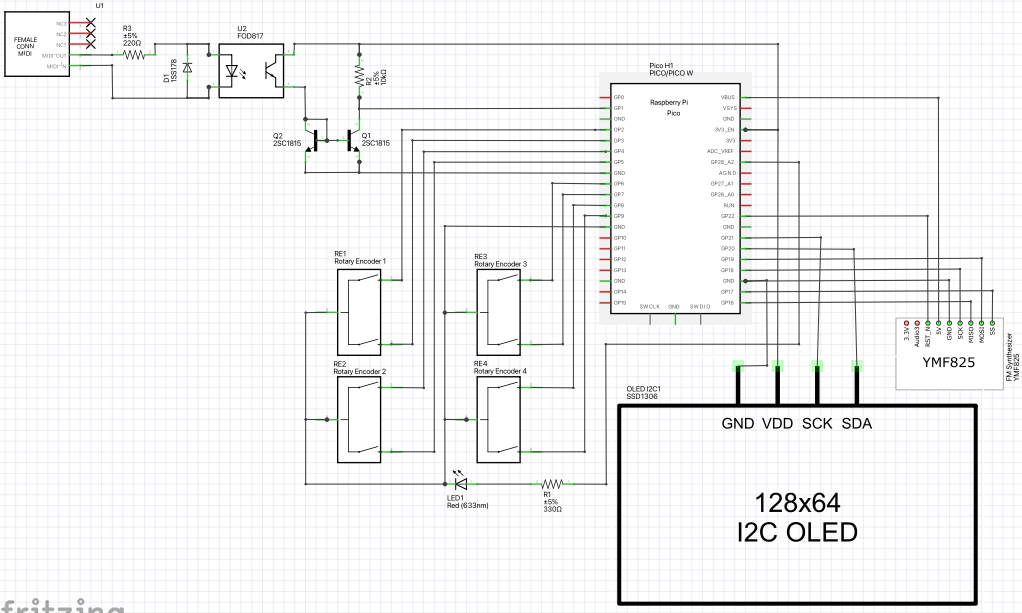 U1
NC3
NC2
NC1
MIDI OUT
MIDI IN
FEMALE
CONN
MIDI
R3
±5%
220Ω
D1
1SS178
U2
FOD817
R2
±5%
10kΩ
Q2
2SC1815
Q1
2SC1815
Pico H1
PICO/PICO W
Raspberry Pi
Pico
GP0
GP1
GND
GP2
GP3
GP4
GP5
GND
GP6
GP7
GP8
GP9
GND
GP10
GP11
GP12
GP13
GND
GP14
GP15
VBUS
VSYS
GND
3V3_EN
3V3
ADC_VREF
GP28_A2
AGND
GP27_A1
GP26_A0
RUN
GP22
GND
GP21
GP20
GP19
GP18
GND
GP17
GP16
SWCLK GND SWDIO
RE1
Rotary Encoder 1
RE3
Rotary Encoder 3
RE2
Rotary Encoder 2
RE4
Rotary Encoder 4
LED1
Red (633nm)
R1
±5%
330Ω
3.3V
Audio3
RST_N
5V
GND
SCK
MISO
MOSI
SS
YMF825
FM Synthesizer
YMF825
OLED I2C1
SSD1306
GND VDD SCK SDA
128x64
I2C OLED
fritzing